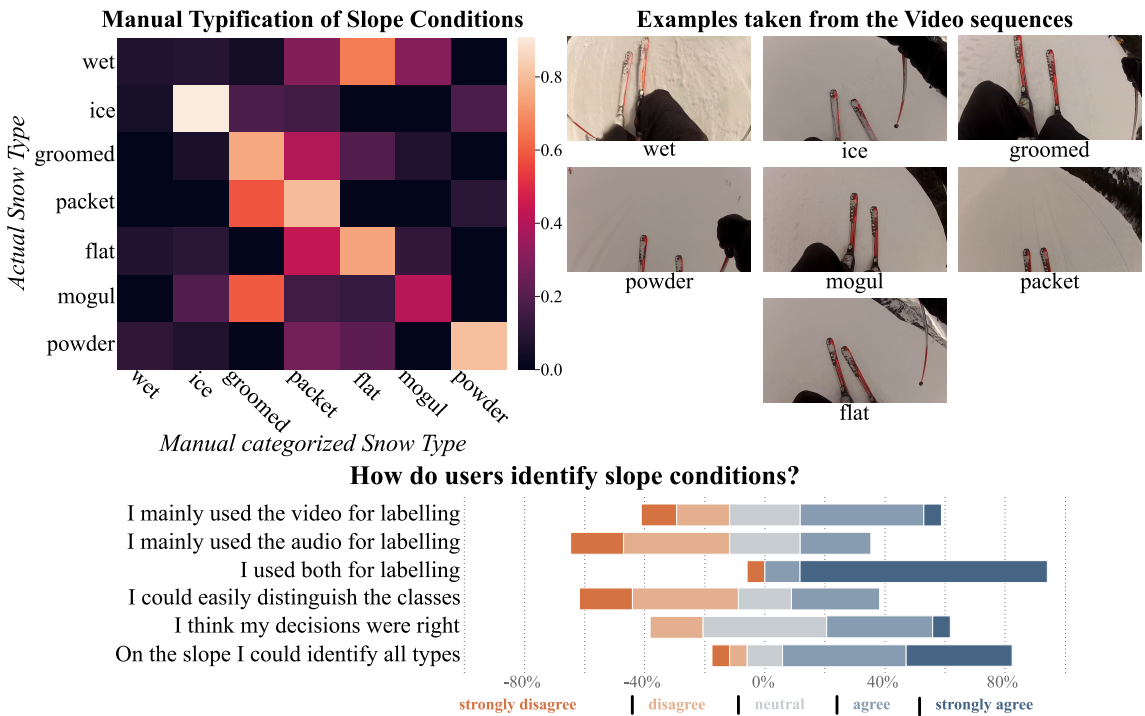 Manual Typification of Slope Conditions
Actual Snow Type
wet
ice
groomed
packet
flat
mogul
powder
0.8
0.6
0.4
0.2
0.0
wet
ice
groomed
packet
flat
mogul
powder
Manual categorized Snow Type
Examples taken from the Video sequences
wet
ice
groomed
powder
mogul
packet
flat
How do users identify slope conditions?
I mainly used the video for labelling
I mainly used the audio for labelling
I used both for labelling
I could easily distinguish the classes
I think my decisions were right
On the slope I could identify all types
-80%
-40%
0%
40%
80%
strongly disagree | disagree | neutral | agree | strongly agree